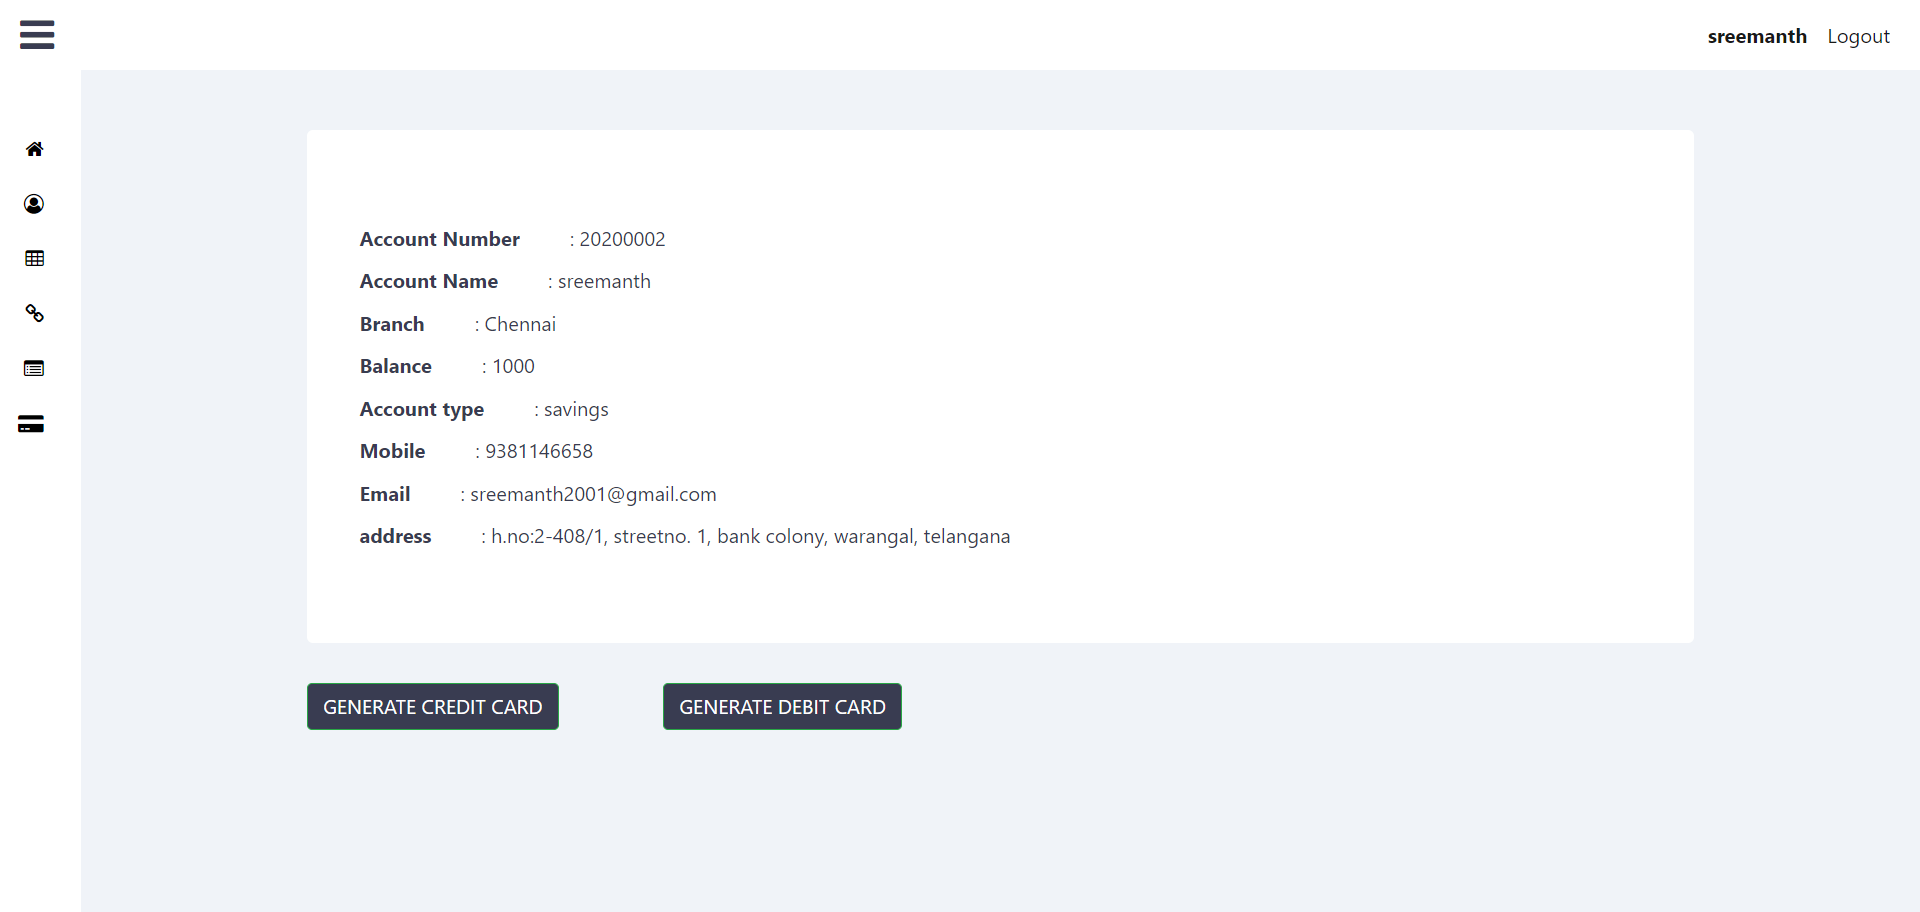 sreemanth Logout
Account Number : 20200002
Account Name : sreemanth
Branch : Chennai
Balance : 1000
Account type : savings
Mobile : 9381146658
Email : sreemanth2001@gmail.com
address : h.no:2-408/1, streetno. 1, bank colony, warangal, telangana
GENERATE CREDIT CARD GENERATE DEBIT CARD